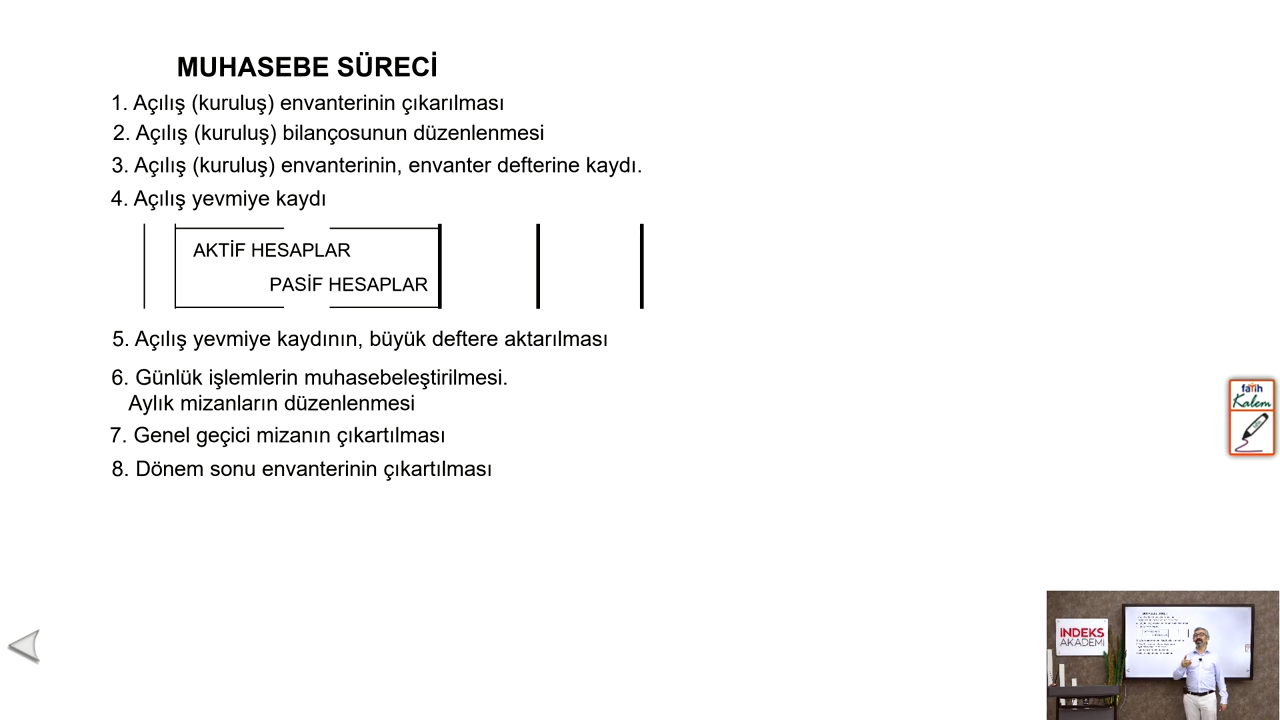 MUHASEBE SÜRECİ
1. Açılış (kuruluş) envanterinin çıkarılması
2. Açılış (kuruluş) bilançosunun düzenlenmesi
3. Açılış (kuruluş) envanterinin, envanter defterine kaydı.
4. Açılış yevmiye kaydı
AKTİF HESAPLAR
PASİF HESAPLAR
5. Açılış yevmiye kaydının, büyük deftere aktarılması
6. Günlük işlemlerin muhasebeleştirilmesi.
Aylık mizanların düzenlenmesi
7. Genel geçici mizanın çıkartılması
8. Dönem sonu envanterinin çıkartılması
fatih
Kalem
INDEKS
AKADEMİ